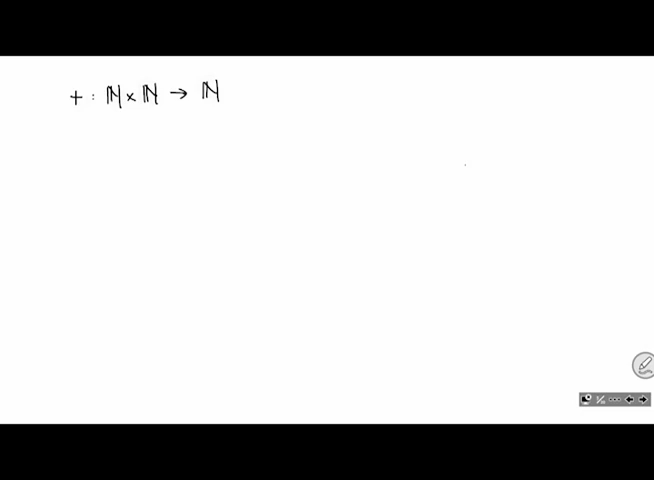 + : ℕ × ℕ → ℕ